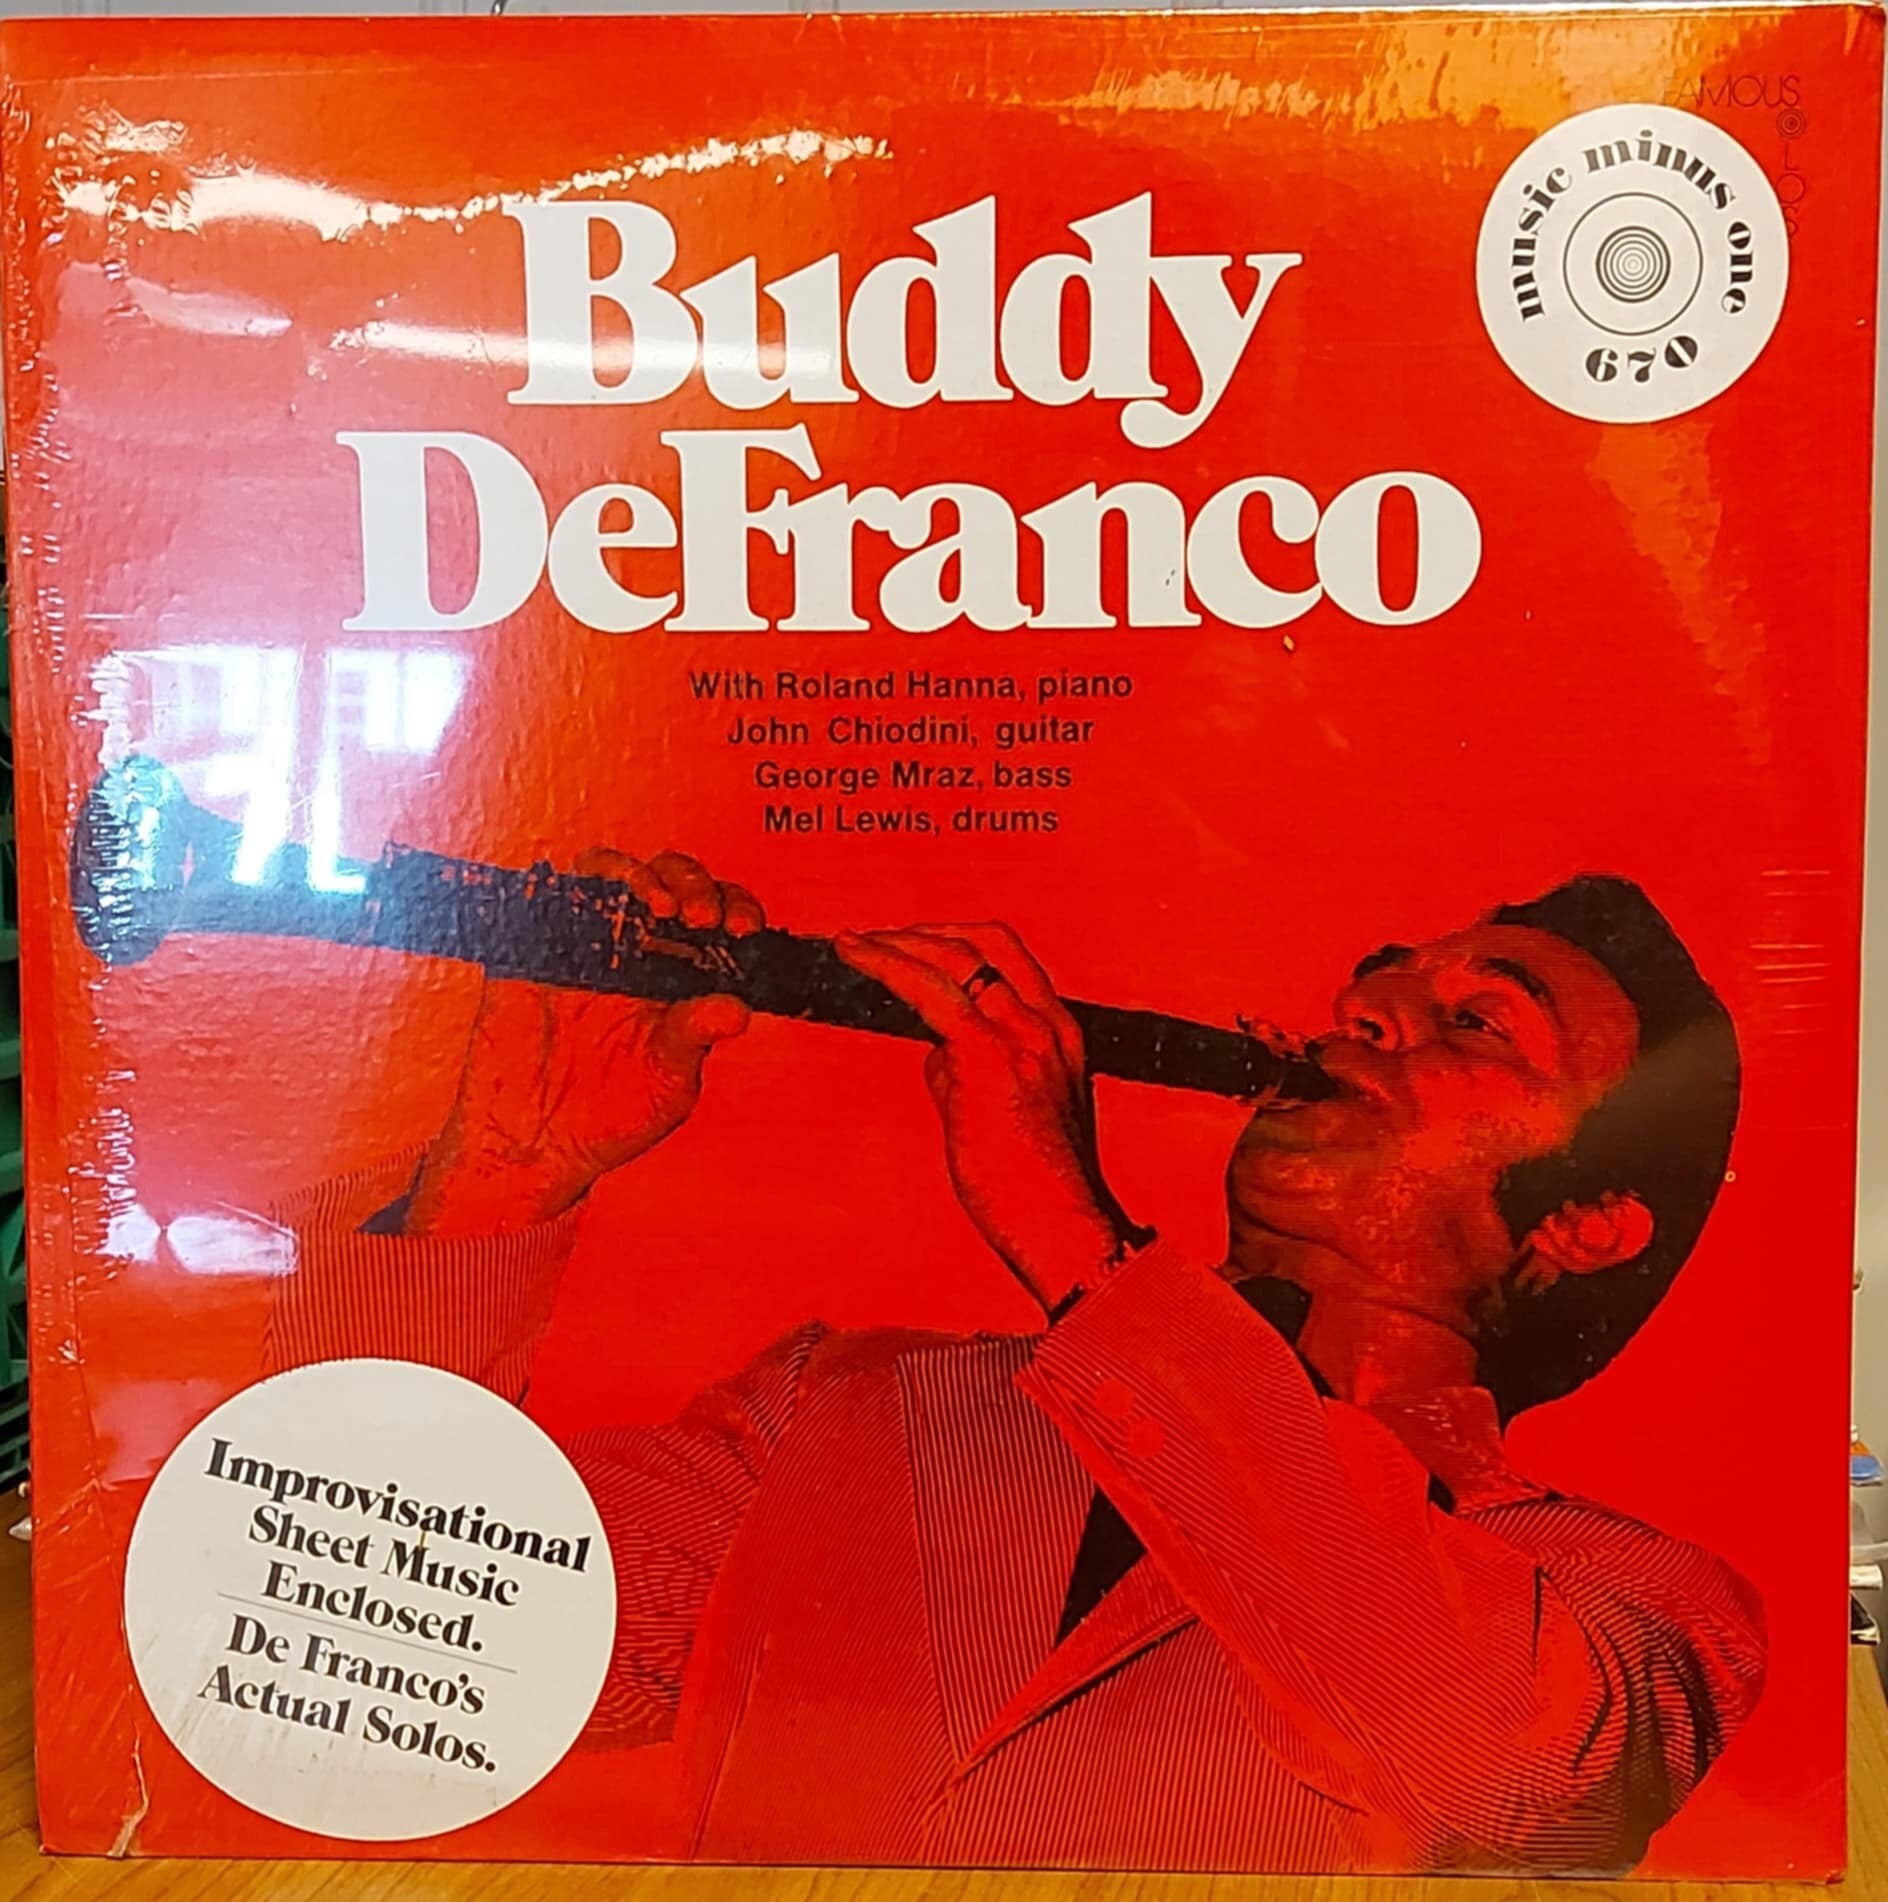 FAMOUS
music minus one
670
Buddy
DeFranco
With Roland Hanna, piano
John Chiodini, guitar
George Mraz, bass
Mel Lewis, drums
Improvisational
Sheet Music
Enclosed.
De Franco's
Actual Solos.